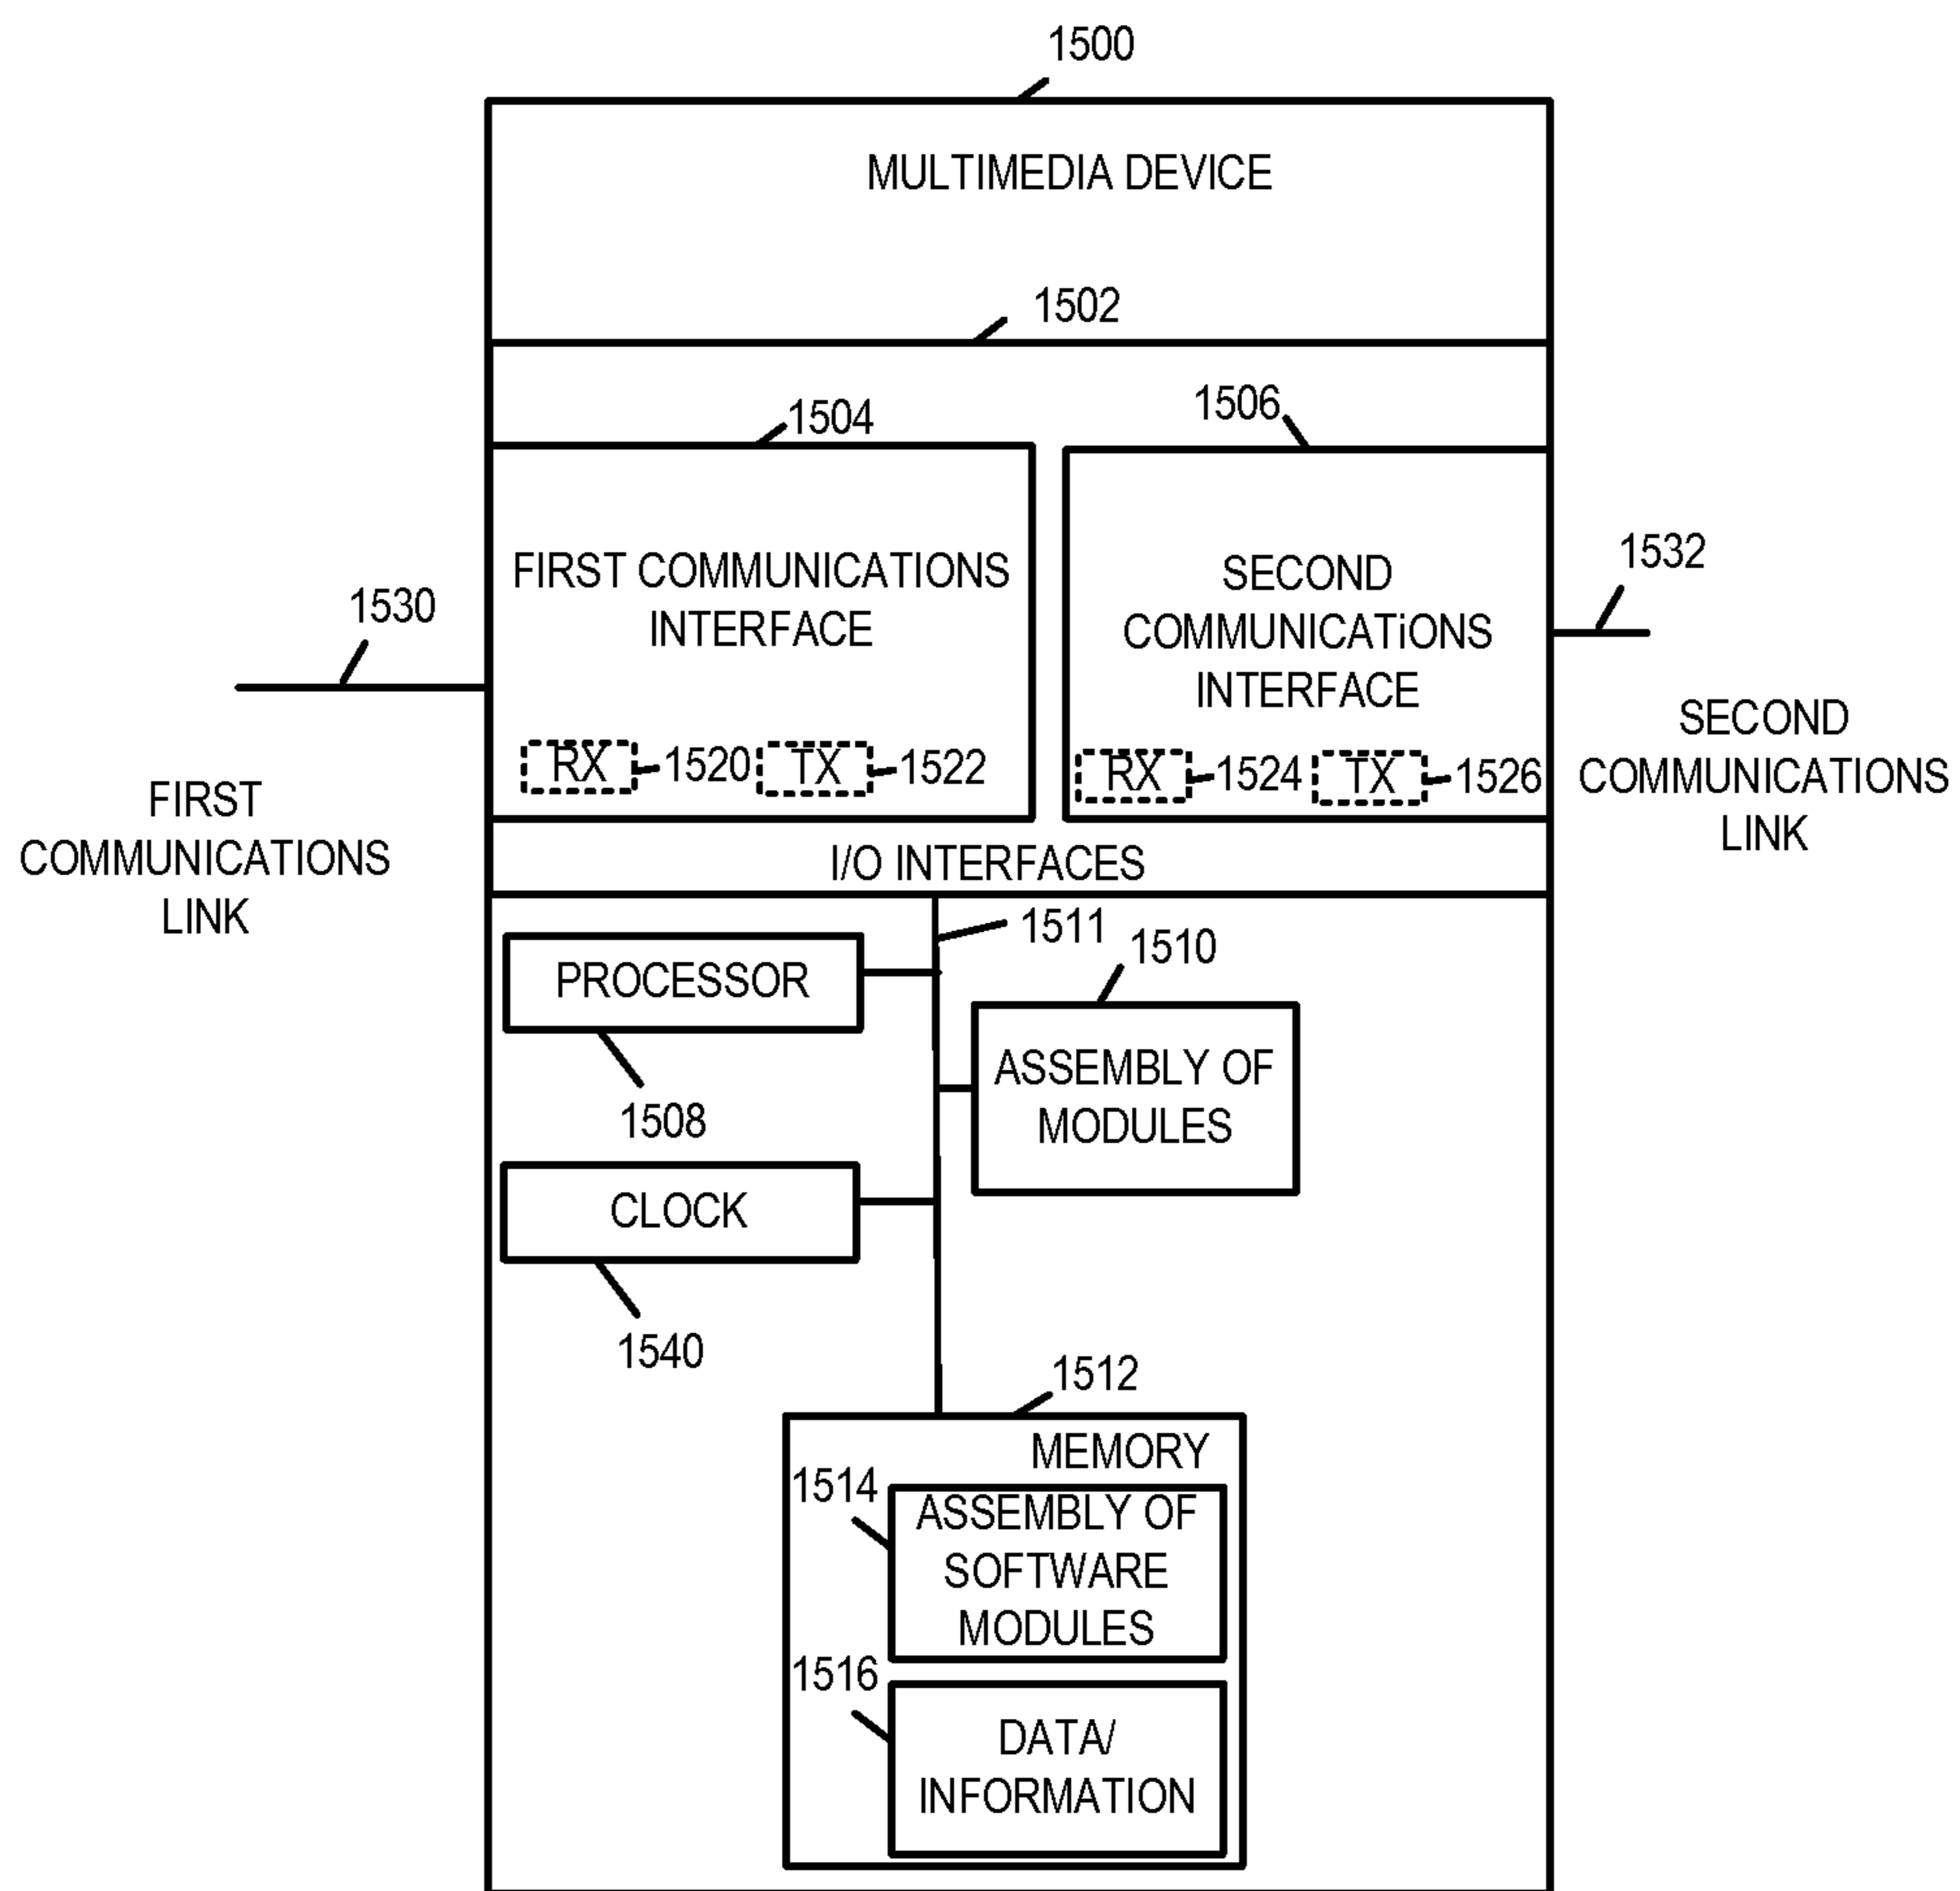 1500
MULTIMEDIA DEVICE
1502
1504
1506
FIRST COMMUNICATIONS
INTERFACE
SECOND
COMMUNICATiONS
INTERFACE
1530
1532
RX
1520
TX
1522
RX
1524
TX
1526
FIRST
COMMUNICATIONS
LINK
SECOND
COMMUNICATIONS
LINK
I/O INTERFACES
1511
1510
PROCESSOR
1508
ASSEMBLY OF
MODULES
CLOCK
1540
1512
MEMORY
1514
ASSEMBLY OF
SOFTWARE
MODULES
1516
DATA/
INFORMATION